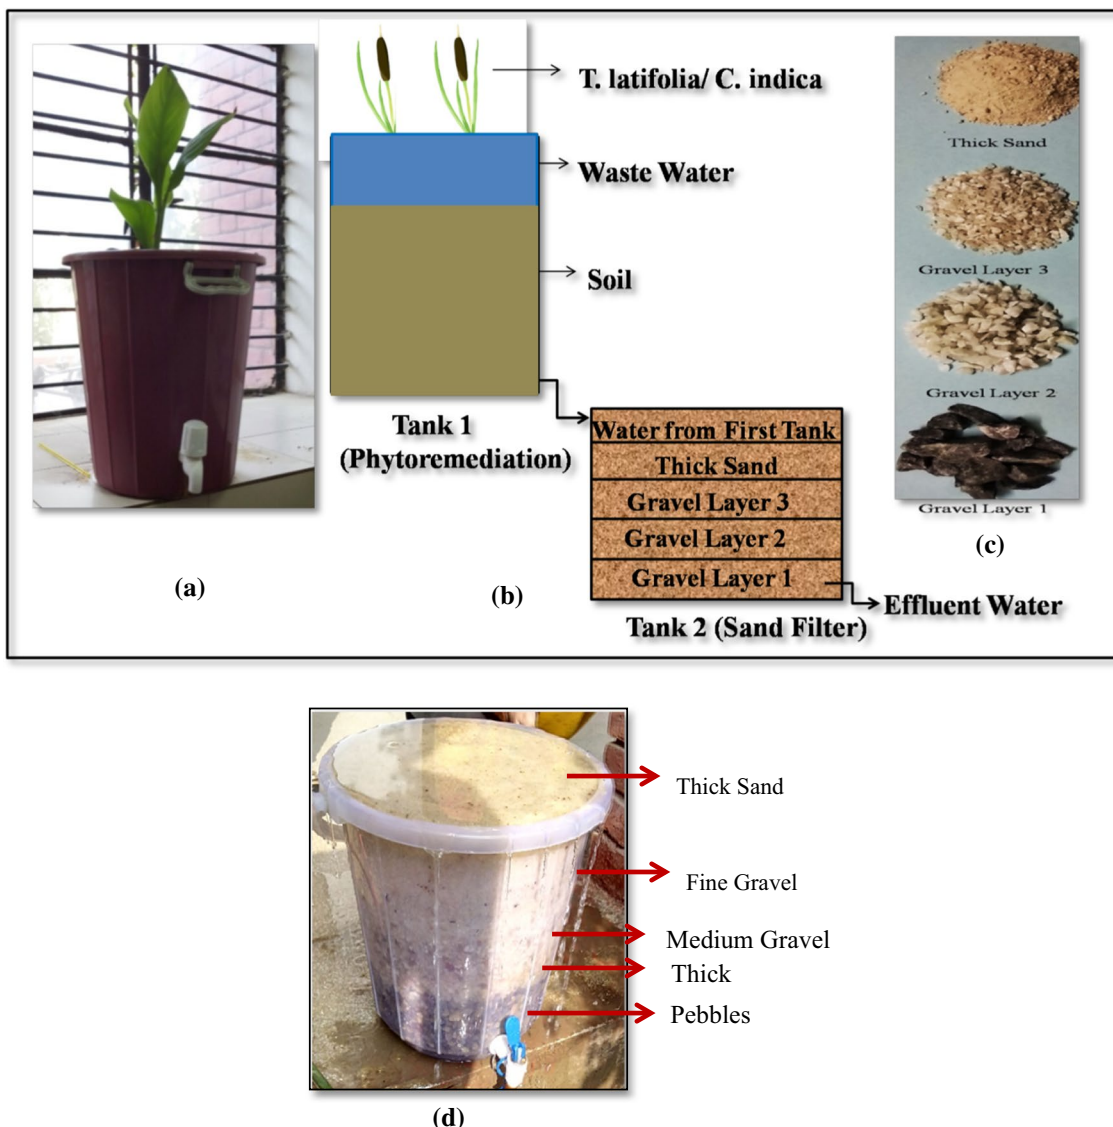 T. latifolia/ C. indica
Waste Water
Soil
Tank 1
(Phytoremediation)
Water from First Tank
Thick Sand
Gravel Layer 3
Gravel Layer 2
Gravel Layer 1
Effluent Water
Tank 2 (Sand Filter)
Thick Sand
Gravel Layer 3
Gravel Layer 2
Gravel Layer 1
(a)
(b)
(c)
Thick Sand
Fine Gravel
Medium Gravel
Thick
Pebbles
(d)